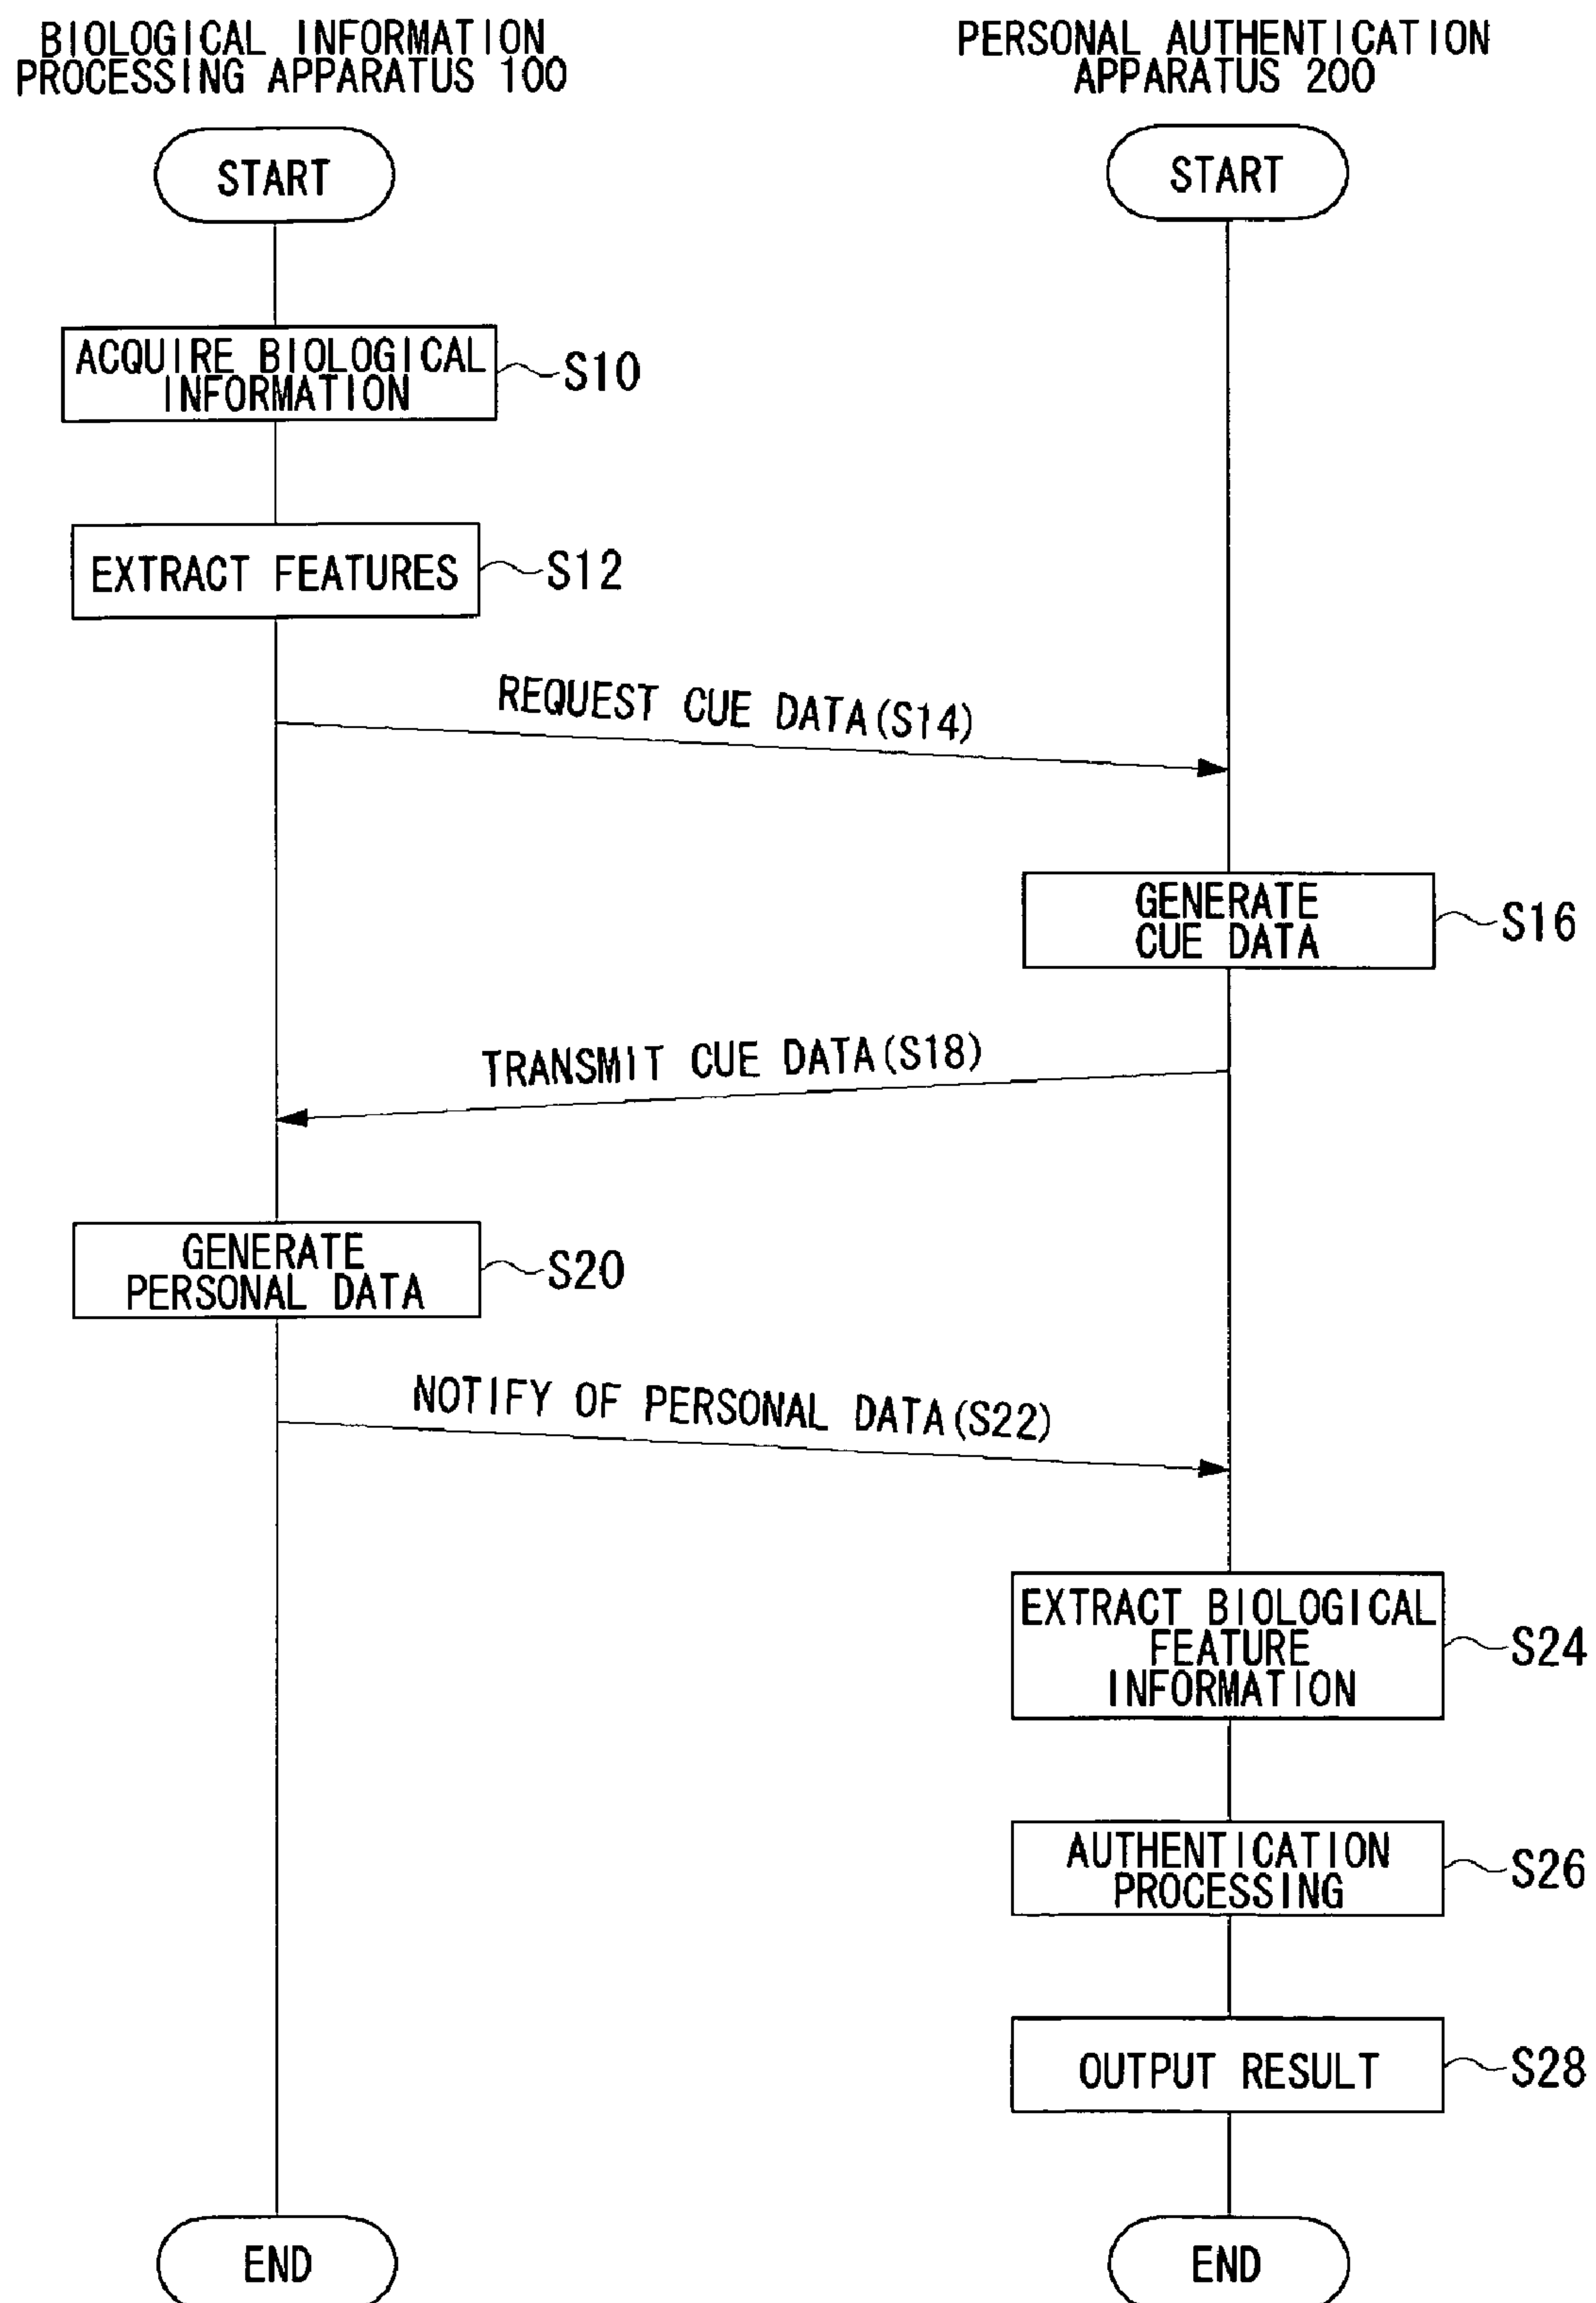 BIOLOGICAL INFORMATION
PROCESSING APPARATUS 100
PERSONAL AUTHENTICATION
APPARATUS 200
START
START
ACQUIRE BIOLOGICAL
INFORMATION
S10
EXTRACT FEATURES
S12
REQUEST CUE DATA(S14)
GENERATE
CUE DATA
S16
TRANSMIT CUE DATA(S18)
GENERATE
PERSONAL DATA
S20
NOTIFY OF PERSONAL DATA(S22)
EXTRACT BIOLOGICAL
FEATURE
INFORMATION
S24
AUTHENTICATION
PROCESSING
S26
OUTPUT RESULT
S28
END
END